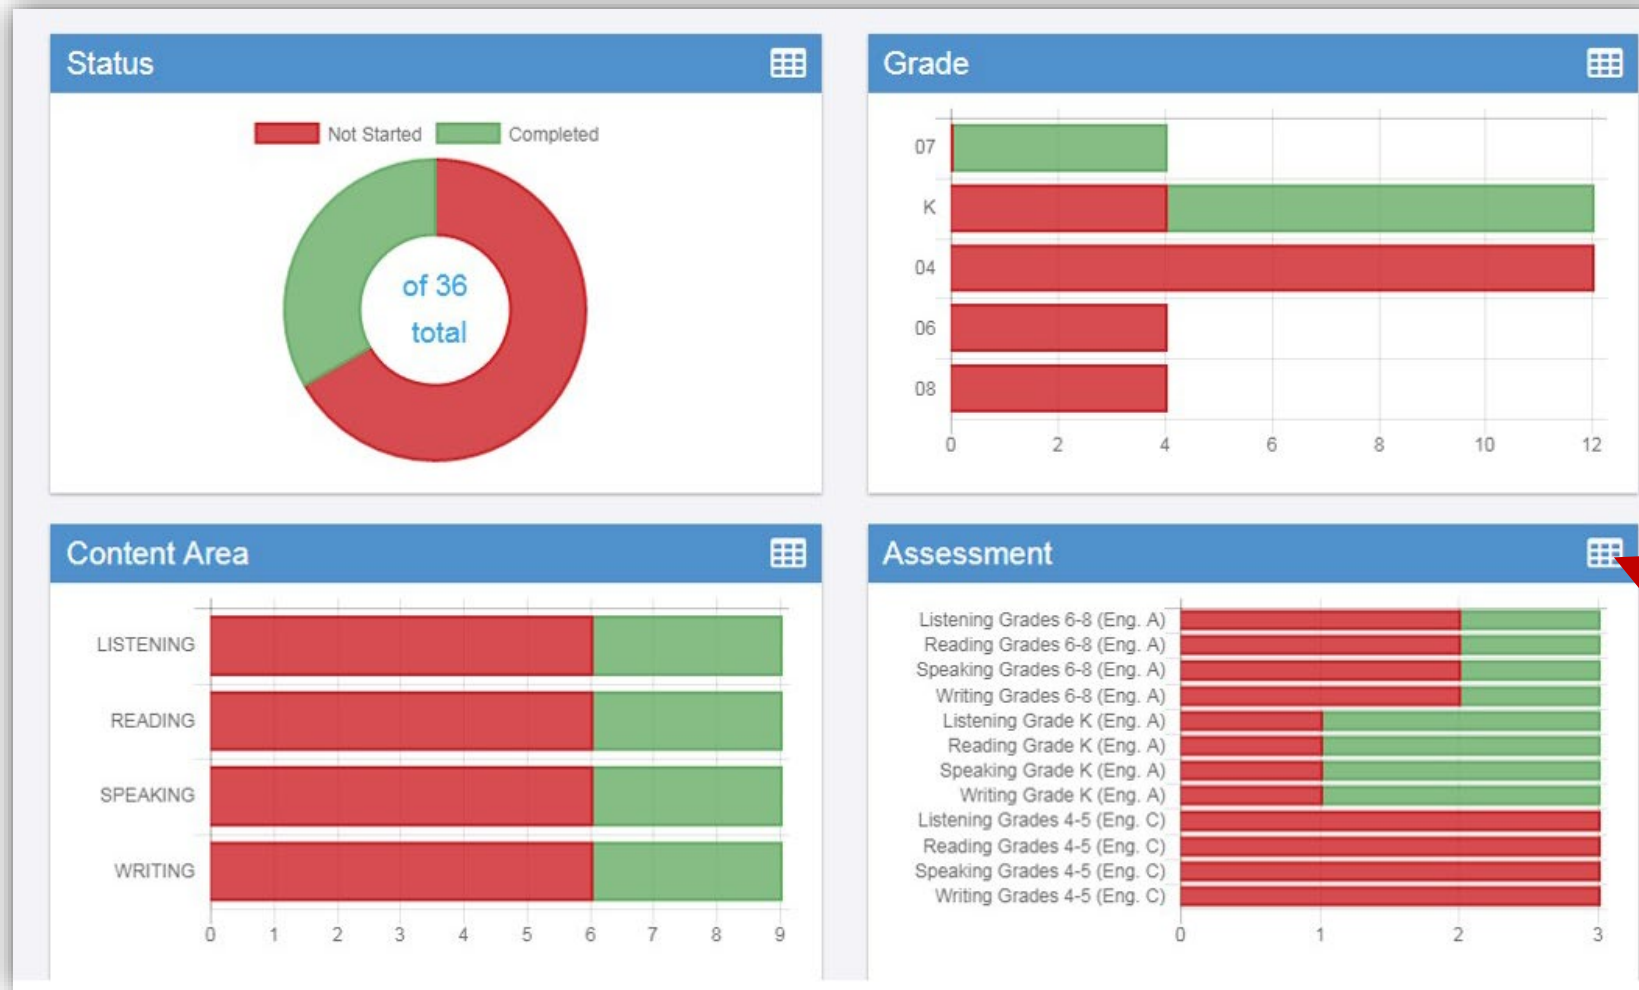 Status
Not Started Completed
of 36
total
Grade
07
K
04
06
08
0 2 4 6 8 10 12
Content Area
LISTENING
READING
SPEAKING
WRITING
0 1 2 3 4 5 6 7 8 9
Assessment
Listening Grades 6-8 (Eng. A)
Reading Grades 6-8 (Eng. A)
Speaking Grades 6-8 (Eng. A)
Writing Grades 6-8 (Eng. A)
Listening Grade K (Eng. A)
Reading Grade K (Eng. A)
Speaking Grade K (Eng. A)
Writing Grade K (Eng. A)
Listening Grades 4-5 (Eng. C)
Reading Grades 4-5 (Eng. C)
Speaking Grades 4-5 (Eng. C)
Writing Grades 4-5 (Eng. C)
0 1 2 3